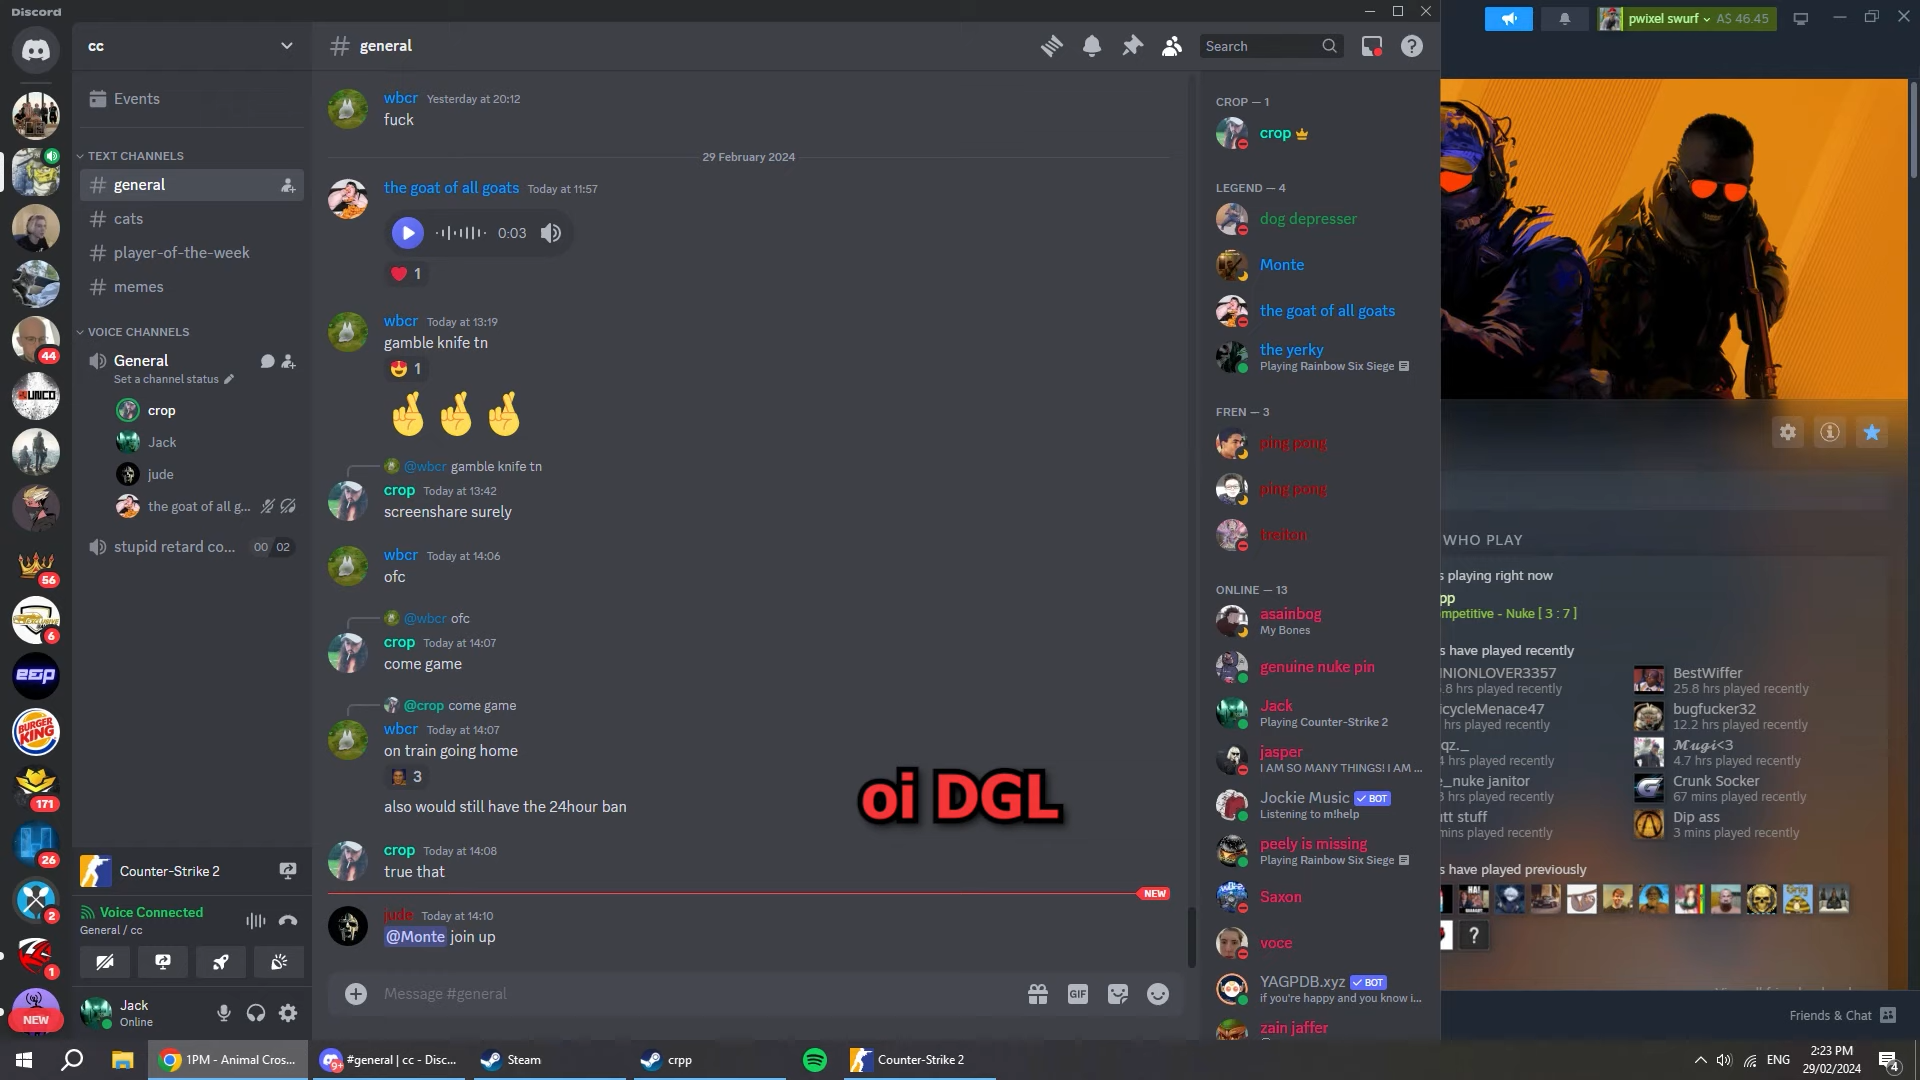 Discord
cc
Events
TEXT CHANNELS
general
cats
player-of-the-week
memes
VOICE CHANNELS
General
Set a channel status
crop
Jack
jude
the goat of all g...
stupid retard co...
00 02
44
UNCO
56
6
esp
BURGER KING
171
26
2
1
NEW
Counter-Strike 2
Voice Connected
General / cc
Jack
Online
general
Search
wbcr Yesterday at 20:12
fuck
29 February 2024
the goat of all goats Today at 11:57
0:03
1
wbcr Today at 13:19
gamble knife tn
1
@wbcr gamble knife tn
crop Today at 13:42
screenshare surely
wbcr Today at 14:06
ofc
@wbcr ofc
crop Today at 14:07
come game
@crop come game
wbcr Today at 14:07
on train going home
3
also would still have the 24hour ban
crop Today at 14:08
true that
NEW
jude Today at 14:10
@Monte join up
Message #general
GIF
oi DGL
CROP — 1
crop
LEGEND — 4
dog depresser
Monte
the goat of all goats
the yerky
Playing Rainbow Six Siege
FREN — 3
ping pong
ping pong
treiton
ONLINE — 13
asainbog
My Bones
genuine nuke pin
Jack
Playing Counter-Strike 2
jasper
I AM SO MANY THINGS! I AM ...
Jockie Music BOT
Listening to m!help
peely is missing
Playing Rainbow Six Siege
Saxon
voce
YAGPDB.xyz BOT
if you're happy and you know i...
zain jaffer
pwixel swurf A$ 46.45
WHO PLAY
s playing right now
pp
mpetitive - Nuke [ 3 : 7 ]
s have played recently
NIONLOVER3357
.8 hrs played recently
BestWiffer
25.8 hrs played recently
icycleMenace47
hrs played recently
bugfucker32
12.2 hrs played recently
qz._
4 hrs played recently
𝓜𝓾𝓰𝓲<3
4.7 hrs played recently
e_nuke janitor
3 hrs played recently
Crunk Socker
67 mins played recently
utt stuff
mins played recently
Dip ass
3 mins played recently
s have played previously
HA!
?
Friends & Chat
1PM - Animal Cros...
9+
#general | cc - Disc...
Steam
crpp
Counter-Strike 2
ENG
2:23 PM
29/02/2024
4